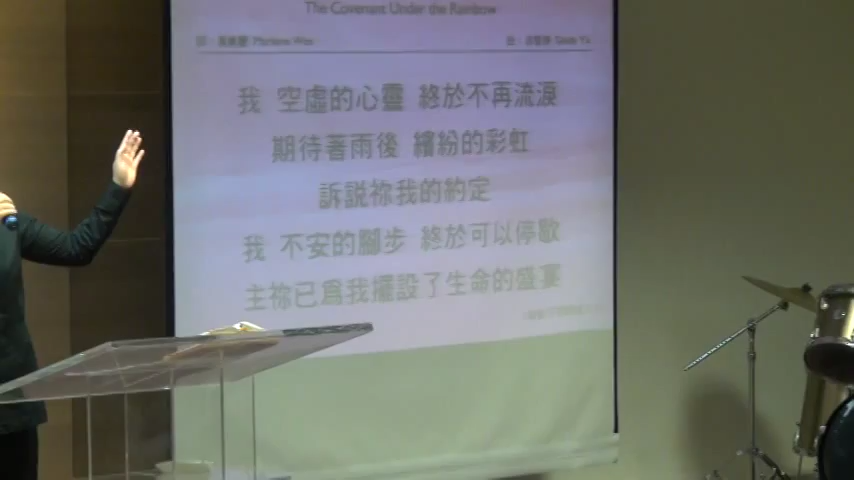 The Covenant Under the Rainbow
我 空虛的心靈 終於不再流淚
期待著雨後 繽紛的彩虹
訴説祢我的約定
我 不安的腳步 終於可以停歇
主祢已為我擺設了生命的盛宴